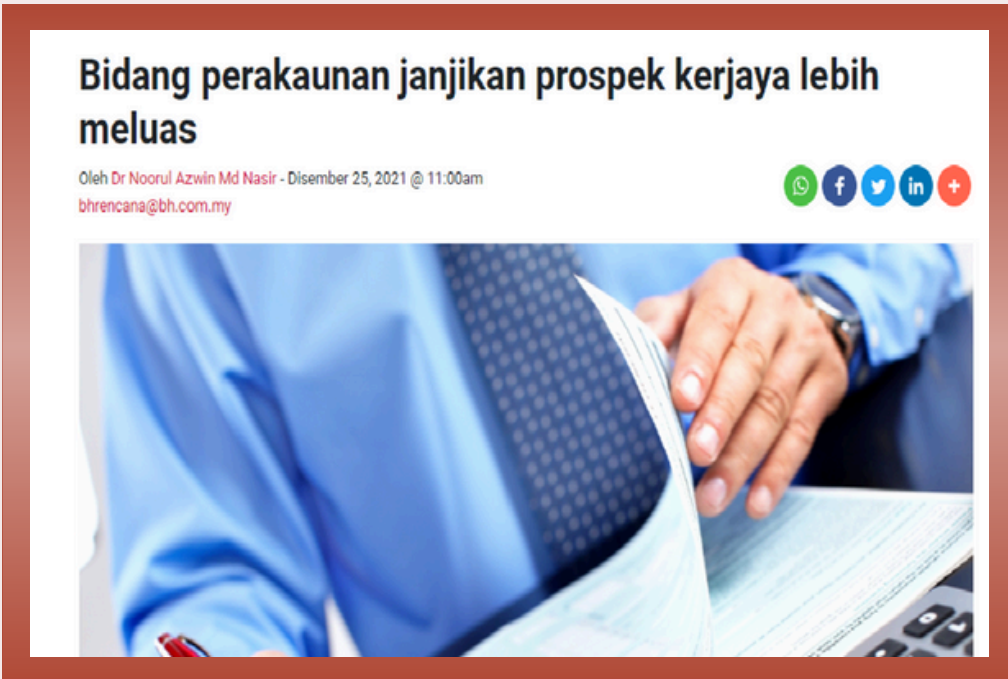 Bidang perakaunan janjikan prospek kerjaya lebih
meluas
Oleh Dr Noorul Azwin Md Nasir - Disember 25, 2021 @ 11:00am
bhrencana@bh.com.my